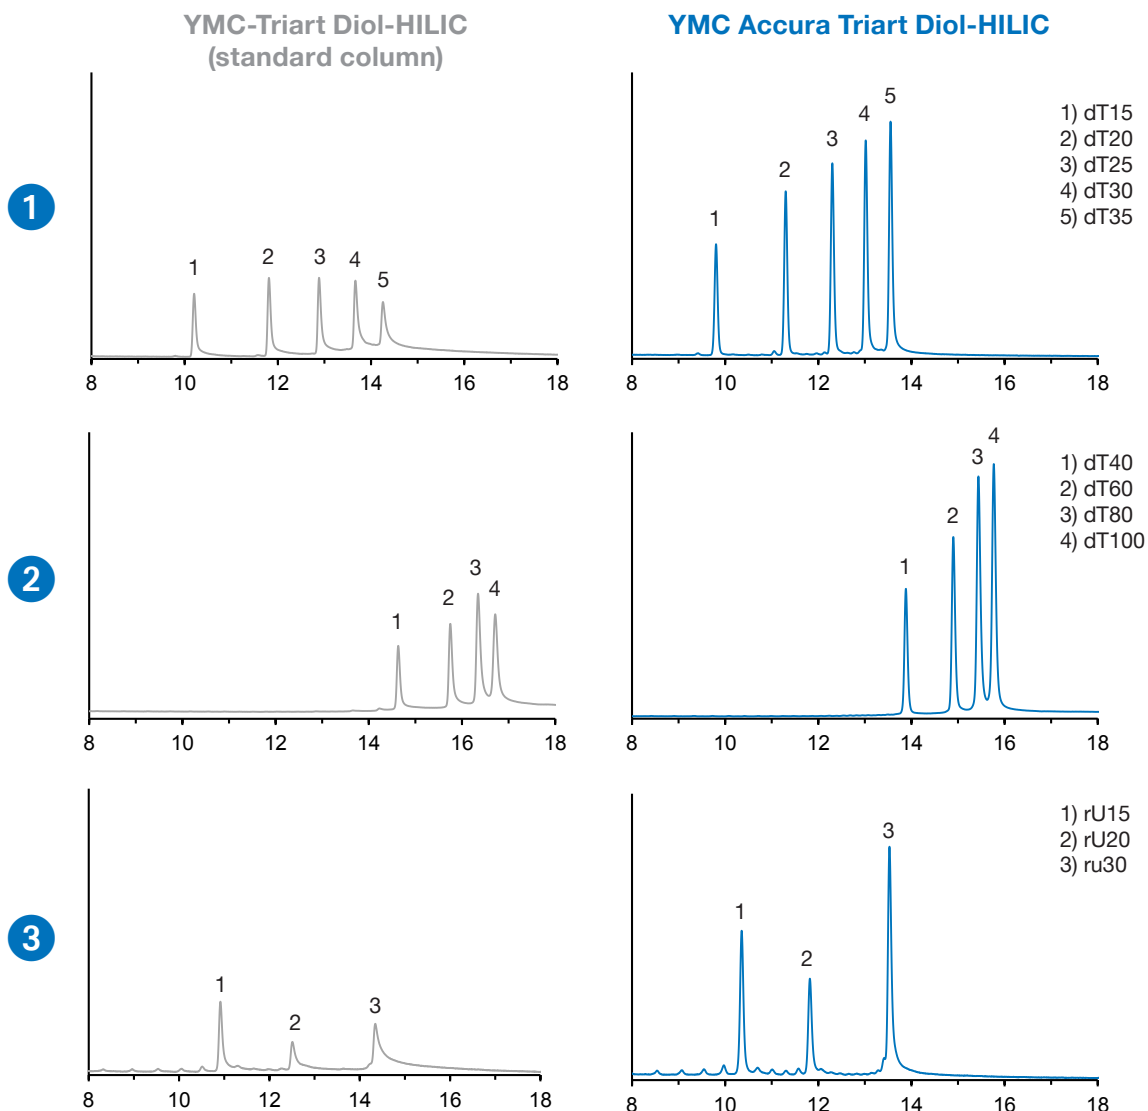 YMC-Triart Diol-HILIC
(standard column)
YMC Accura Triart Diol-HILIC
1
1
2
3
4
5
8 10 12 14 16 18
1
2
3
4
5
8 10 12 14 16 18
1) dT15
2) dT20
3) dT25
4) dT30
5) dT35
2
1
2
3
4
8 10 12 14 16 18
1
2
3
4
8 10 12 14 16 18
1) dT40
2) dT60
3) dT80
4) dT100
3
1
2
3
8 10 12 14 16 18
1
2
3
8 10 12 14 16 18
1) rU15
2) rU20
3) ru30